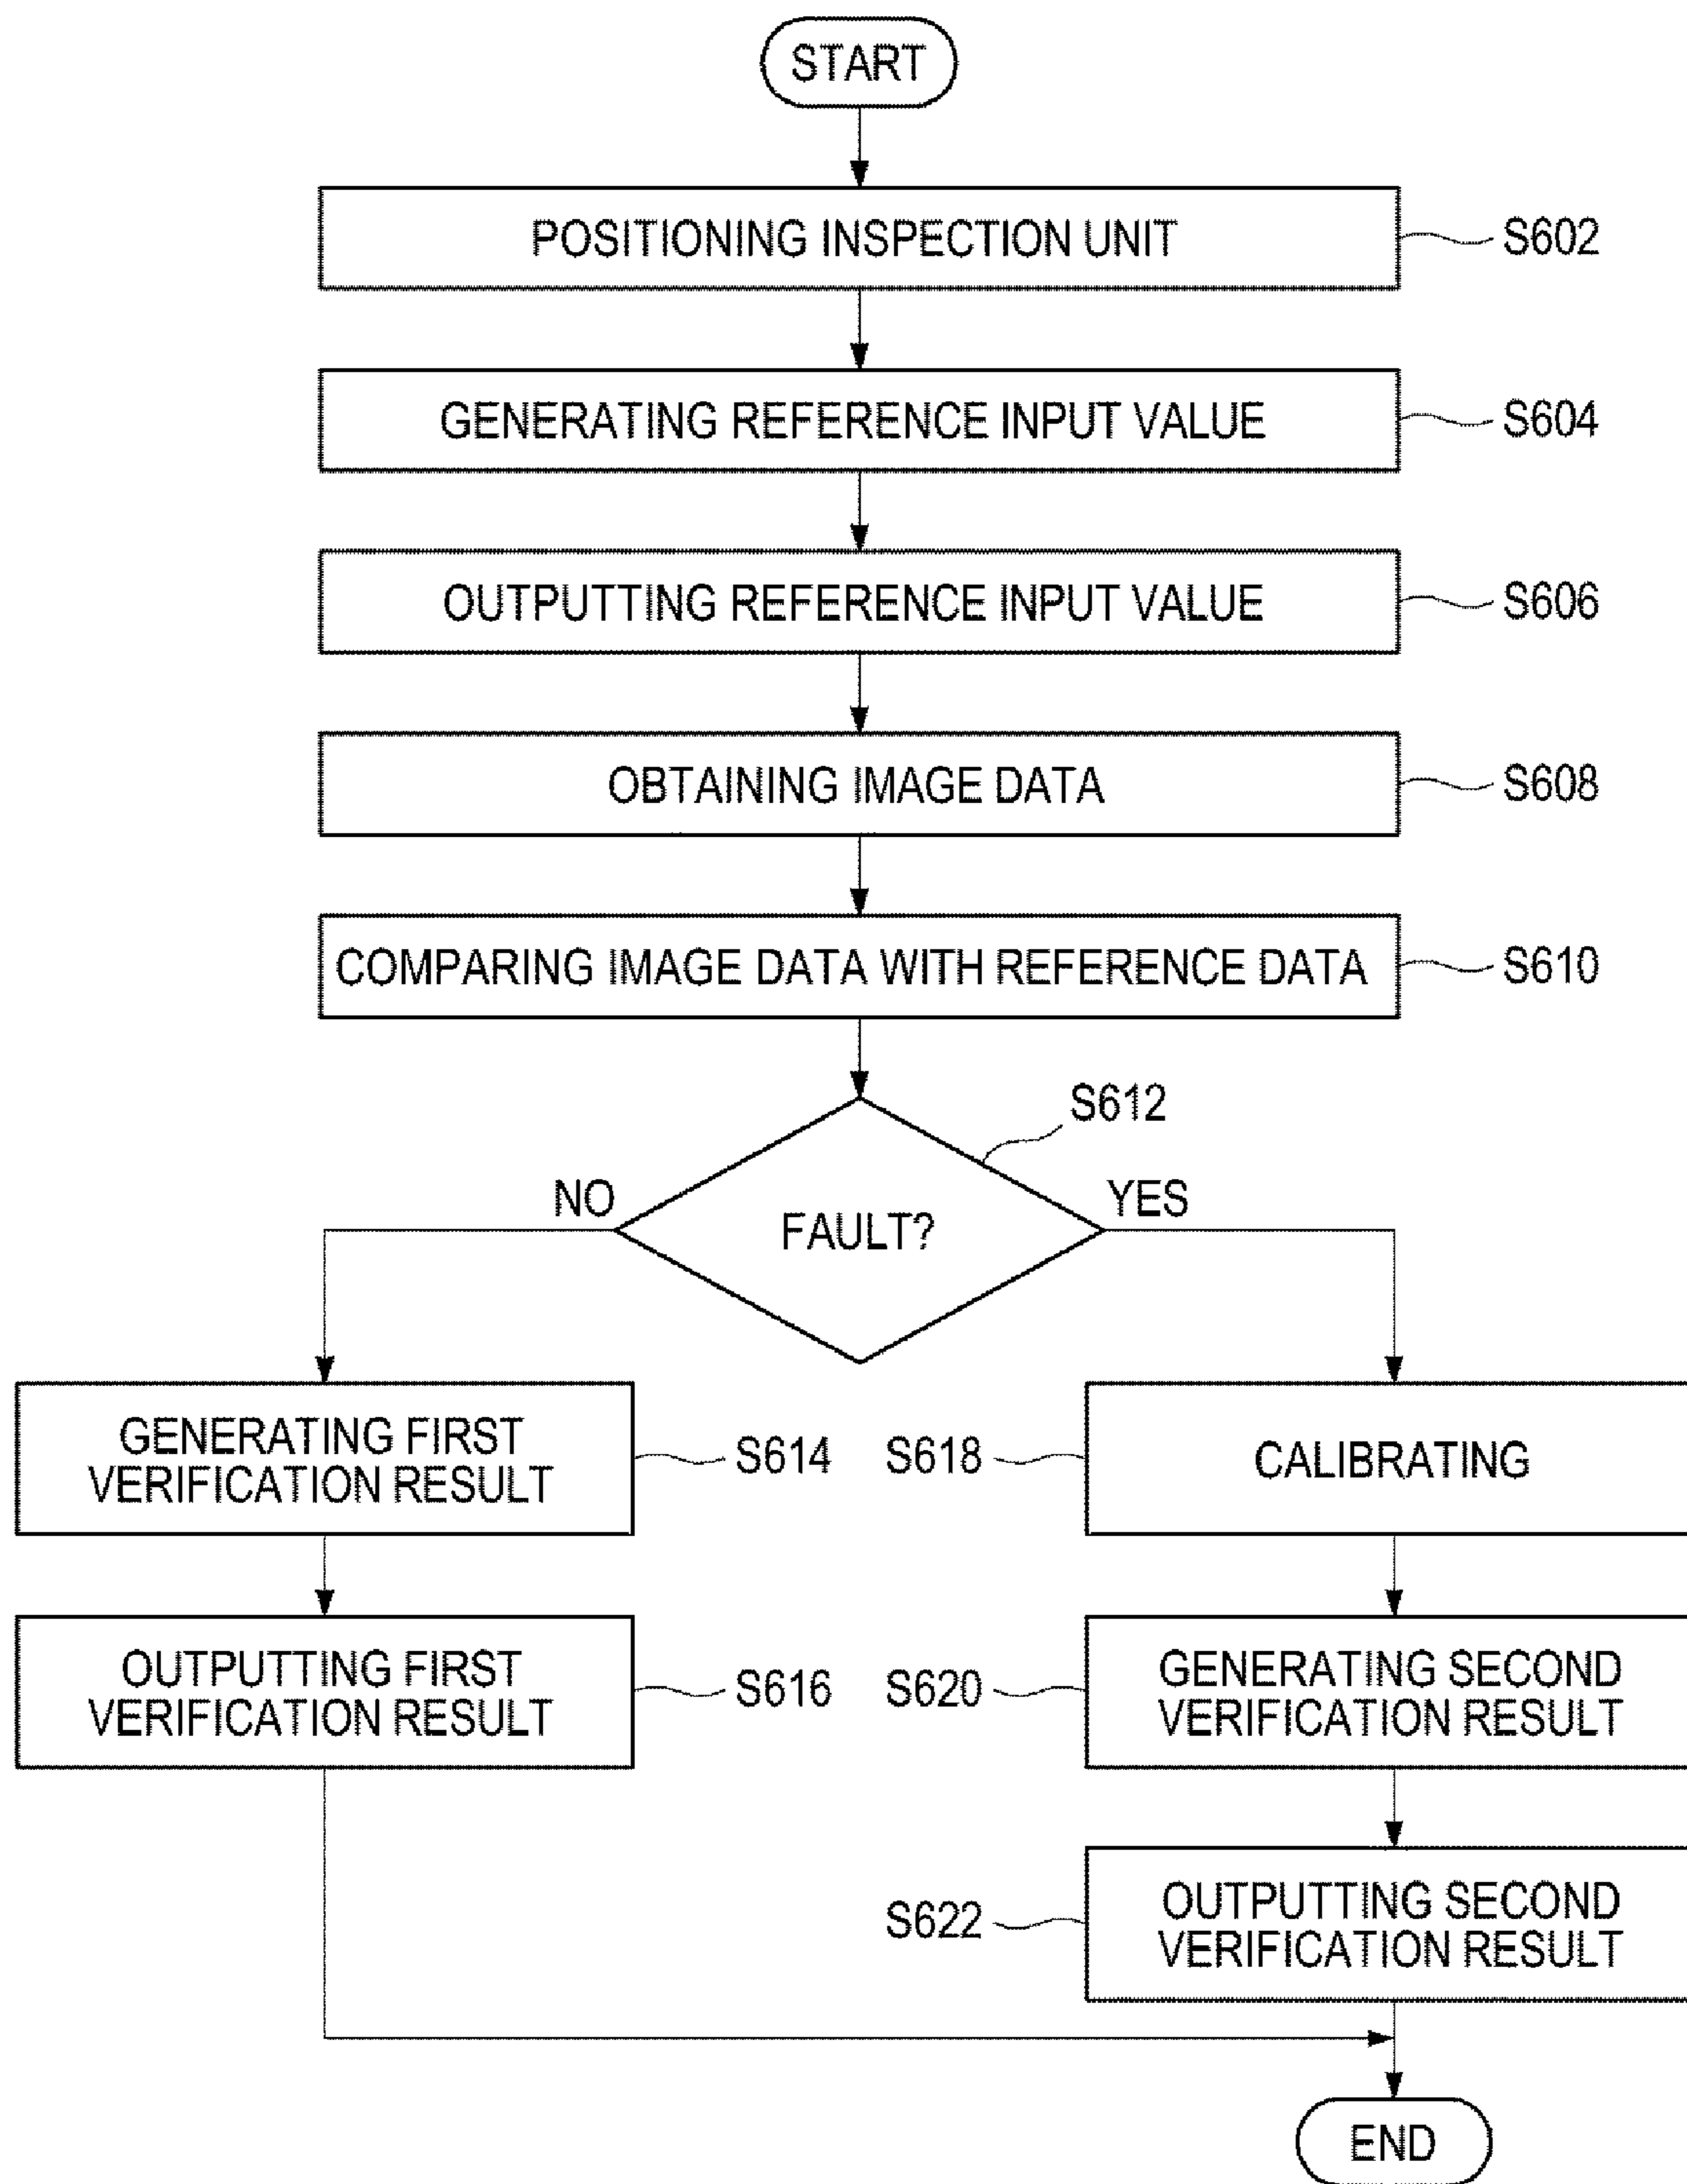 START
POSITIONING INSPECTION UNIT
S602
GENERATING REFERENCE INPUT VALUE
S604
OUTPUTTING REFERENCE INPUT VALUE
S606
OBTAINING IMAGE DATA
S608
COMPARING IMAGE DATA WITH REFERENCE DATA
S610
S612
NO
FAULT?
YES
GENERATING FIRST
VERIFICATION RESULT
S614
S618
CALIBRATING
OUTPUTTING FIRST
VERIFICATION RESULT
S616
S620
GENERATING SECOND
VERIFICATION RESULT
S622
OUTPUTTING SECOND
VERIFICATION RESULT
END